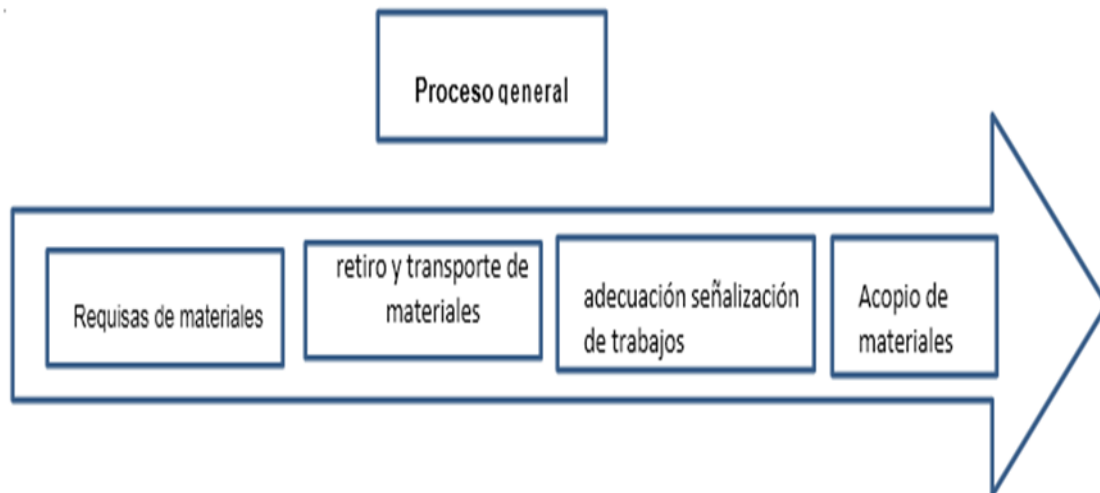 Proceso general
Requisas de materiales
retiro y transporte de
materiales
adecuación señalización
de trabajos
Acopio de
materiales